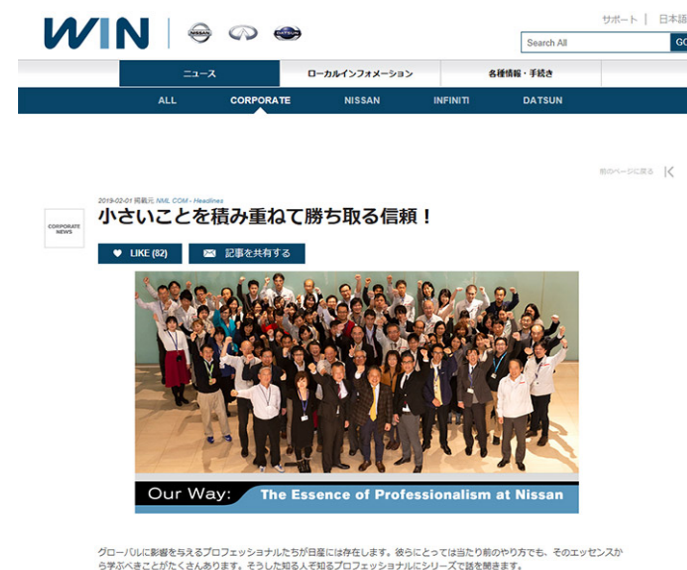 サポート | 日本語
WIN
NISSAN
DATSUN
Search All
GO
ニュース ローカルインフォメーション 各種情報・手続き
ALL CORPORATE NISSAN INFINITI DATSUN
前のページに戻る
2019-02-01 掲載元 NML COM - Headlines
CORPORATE NEWS
小さいことを積み重ねて勝ち取る信頼！
LIKE (82) 記事を共有する
Our Way: The Essence of Professionalism at Nissan
グローバルに影響を与えるプロフェッショナルたちが日産には存在します。彼らにとっては当たり前のやり方でも、そのエッセンスか
ら学ぶべきことがたくさんあります。そうした知る人ぞ知るプロフェッショナルにシリーズで話を聞きます。